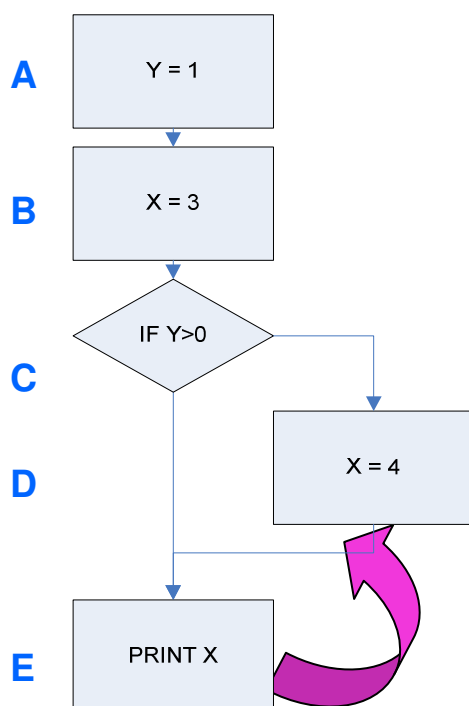 A
Y = 1
B
X = 3
IF Y>0
C
X = 4
D
PRINT X
E